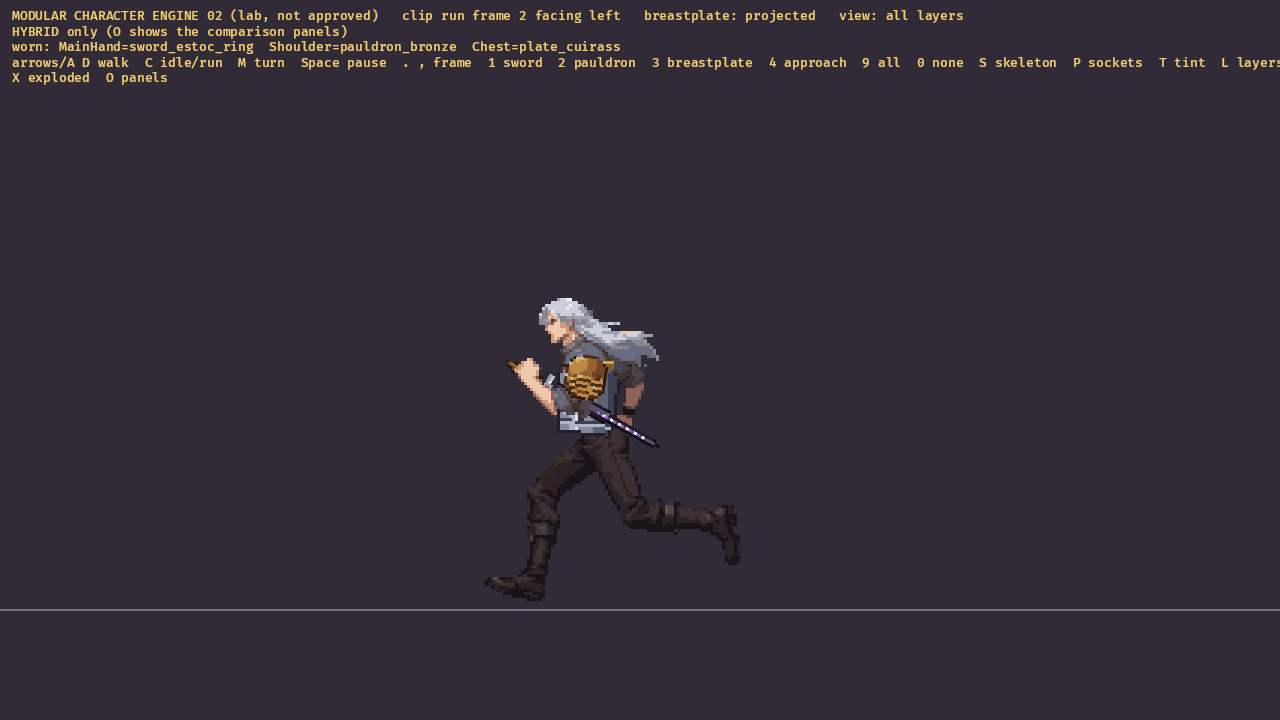 MODULAR CHARACTER ENGINE 02 (lab, not approved)   clip run frame 2 facing left   breastplate: projected   view: all layers
HYBRID only (O shows the comparison panels)
worn: MainHand=sword_estoc_ring  Shoulder=pauldron_bronze  Chest=plate_cuirass
arrows/A D walk  C idle/run  M turn  Space pause  . , frame  1 sword  2 pauldron  3 breastplate  4 approach  9 all  0 none  S skeleton  P sockets  T tint  L layers
X exploded  O panels